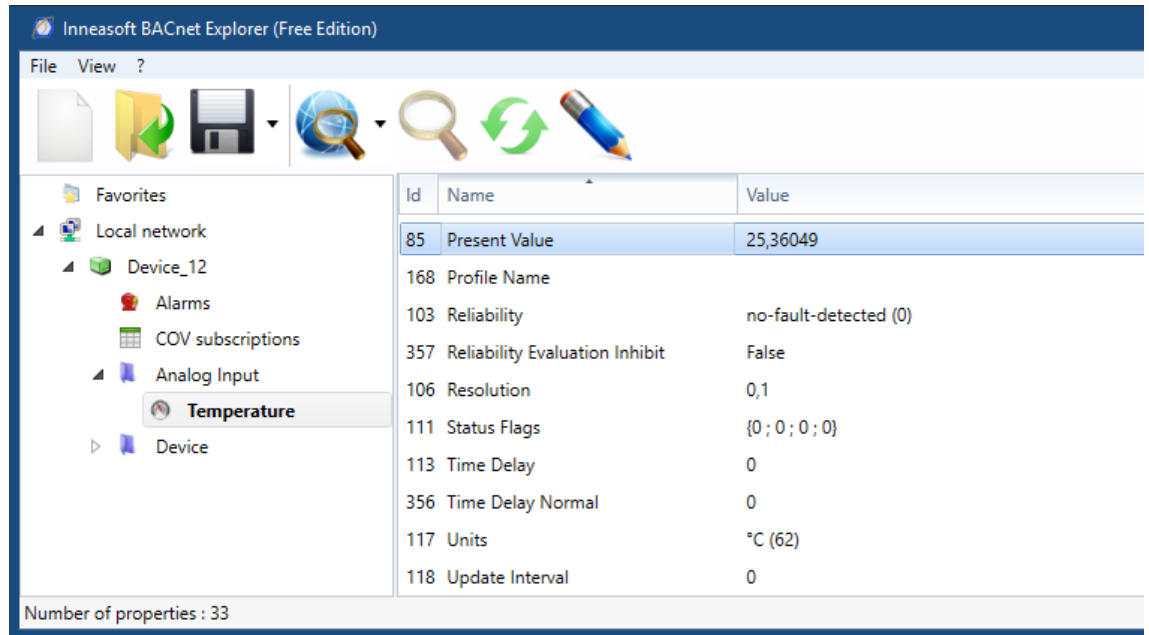 Inneasoft BACnet Explorer (Free Edition)
File View ?
Favorites
Local network
Device_12
Alarms
COV subscriptions
Analog Input
Temperature
Device
Id Name Value
85 Present Value 25,36049
168 Profile Name
103 Reliability no-fault-detected (0)
357 Reliability Evaluation Inhibit False
106 Resolution 0,1
111 Status Flags {0 ; 0 ; 0 ; 0}
113 Time Delay 0
356 Time Delay Normal 0
117 Units °C (62)
118 Update Interval 0
Number of properties : 33